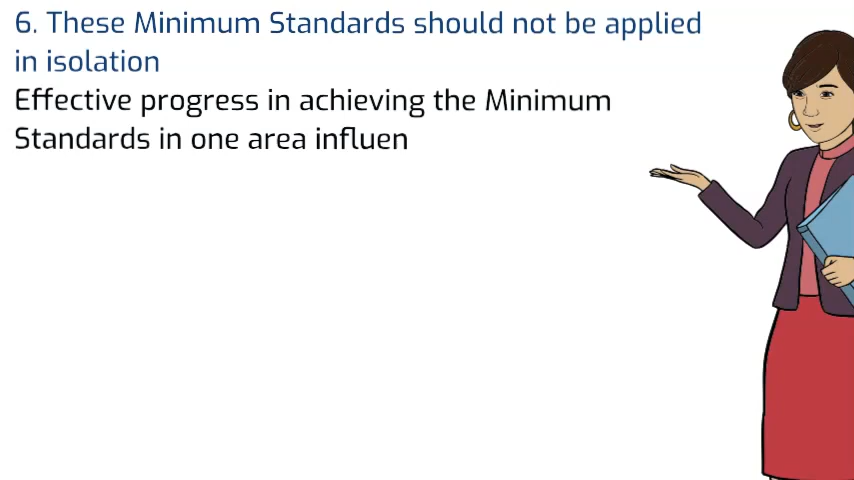 6. These Minimum Standards should not be applied
in isolation
Effective progress in achieving the Minimum
Standards in one area influen